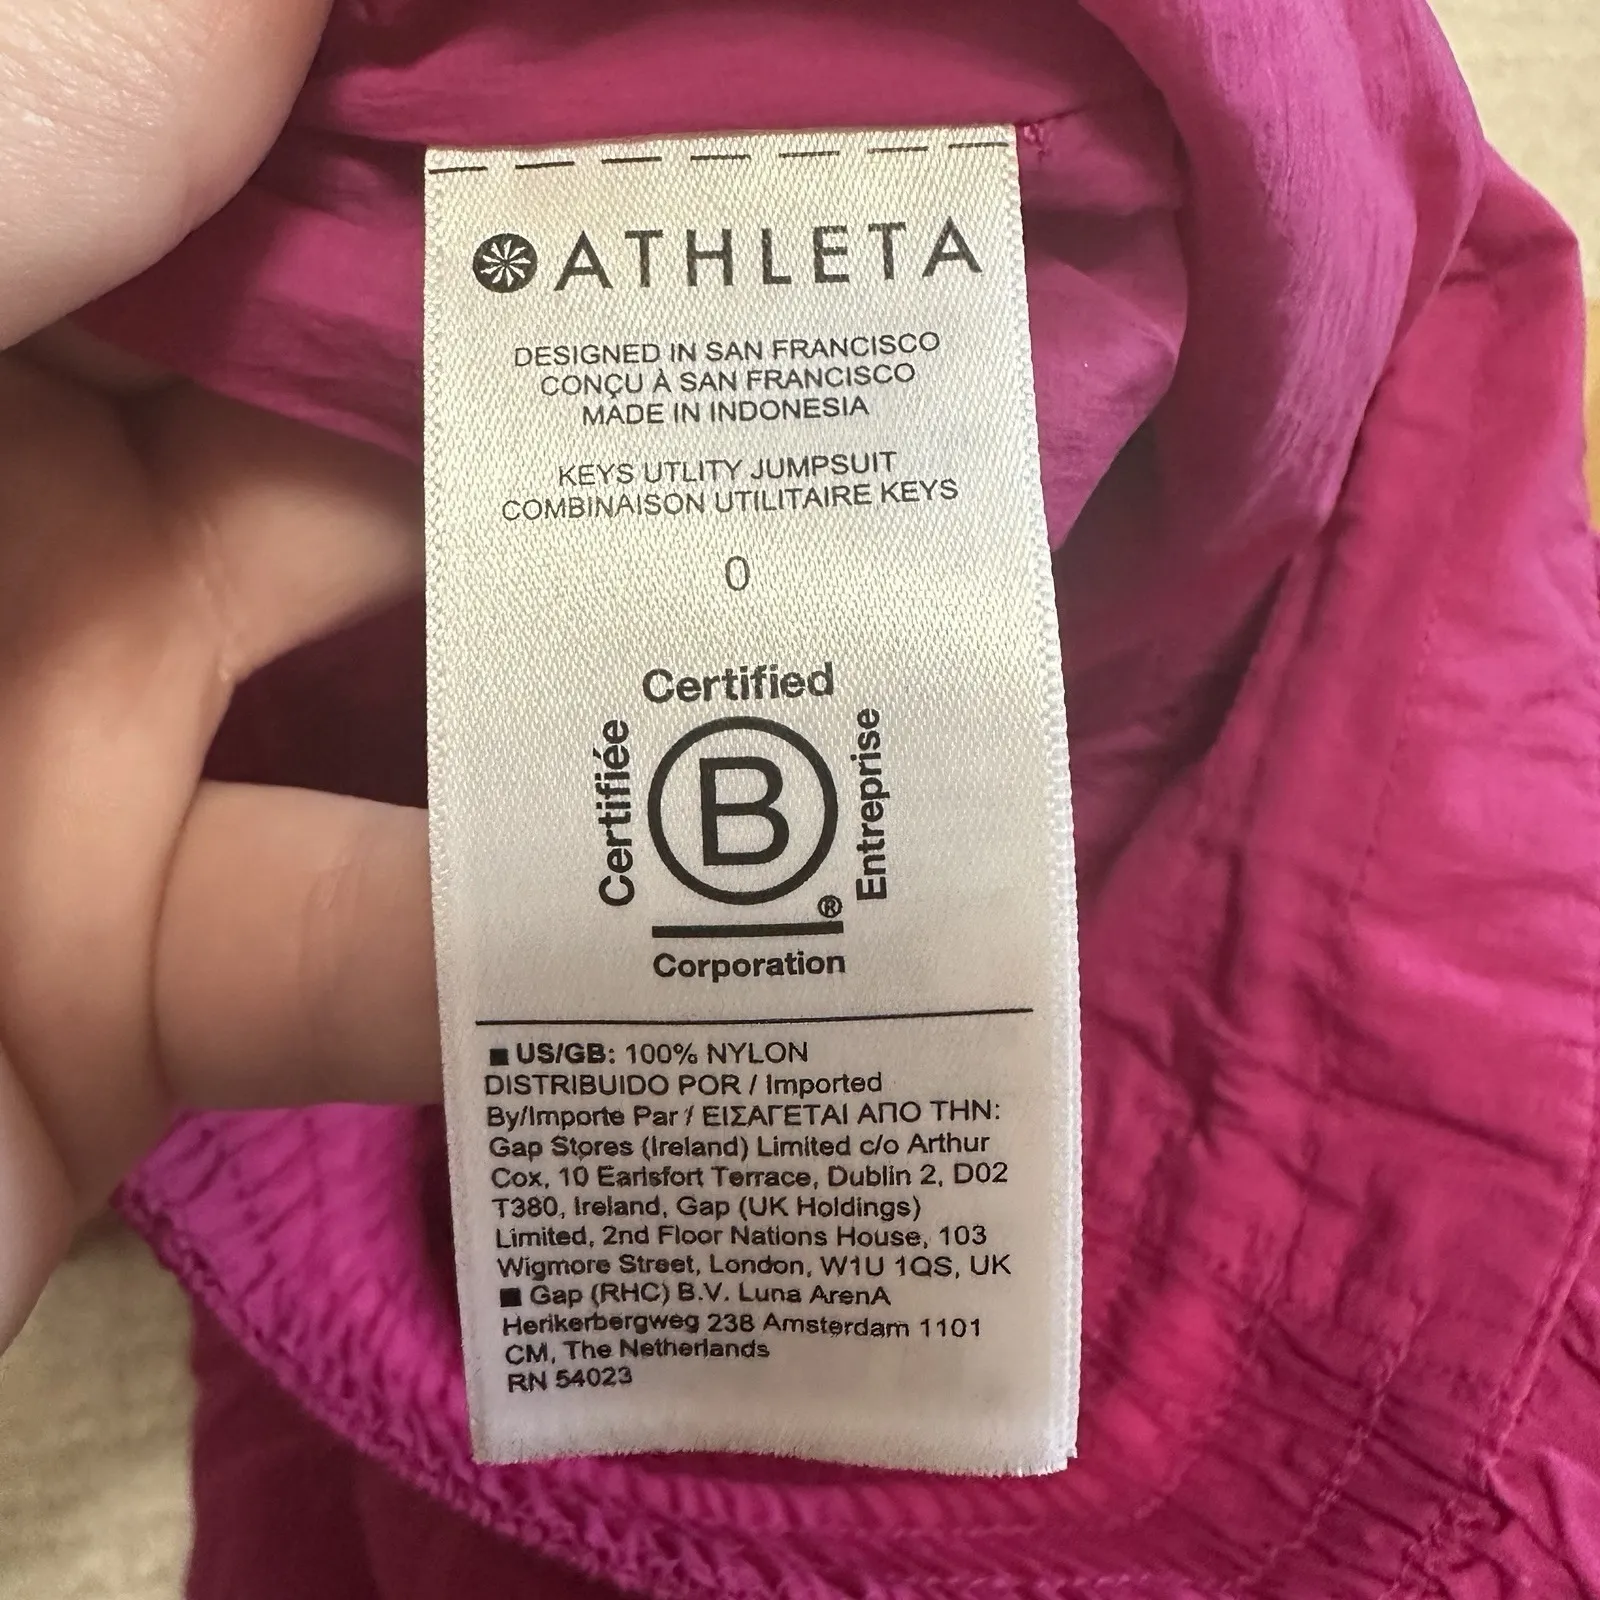 ATHLETA
DESIGNED IN SAN FRANCISCO
CONÇU À SAN FRANCISCO
MADE IN INDONESIA
KEYS UTLITY JUMPSUIT
COMBINAISON UTILITAIRE KEYS
0
Certified
Certifiée
B
Entreprise
®
Corporation
■ US/GB: 100% NYLON
DISTRIBUIDO POR / Imported
By/Importe Par / ΕΙΣΑΓΕΤΑΙ ΑΠΟ ΤΗΝ:
Gap Stores (Ireland) Limited c/o Arthur
Cox, 10 Earlsfort Terrace, Dublin 2, D02
T380, Ireland, Gap (UK Holdings)
Limited, 2nd Floor Nations House, 103
Wigmore Street, London, W1U 1QS, UK
■ Gap (RHC) B.V. Luna ArenA
Herikerbergweg 238 Amsterdam 1101
CM, The Netherlands
RN 54023